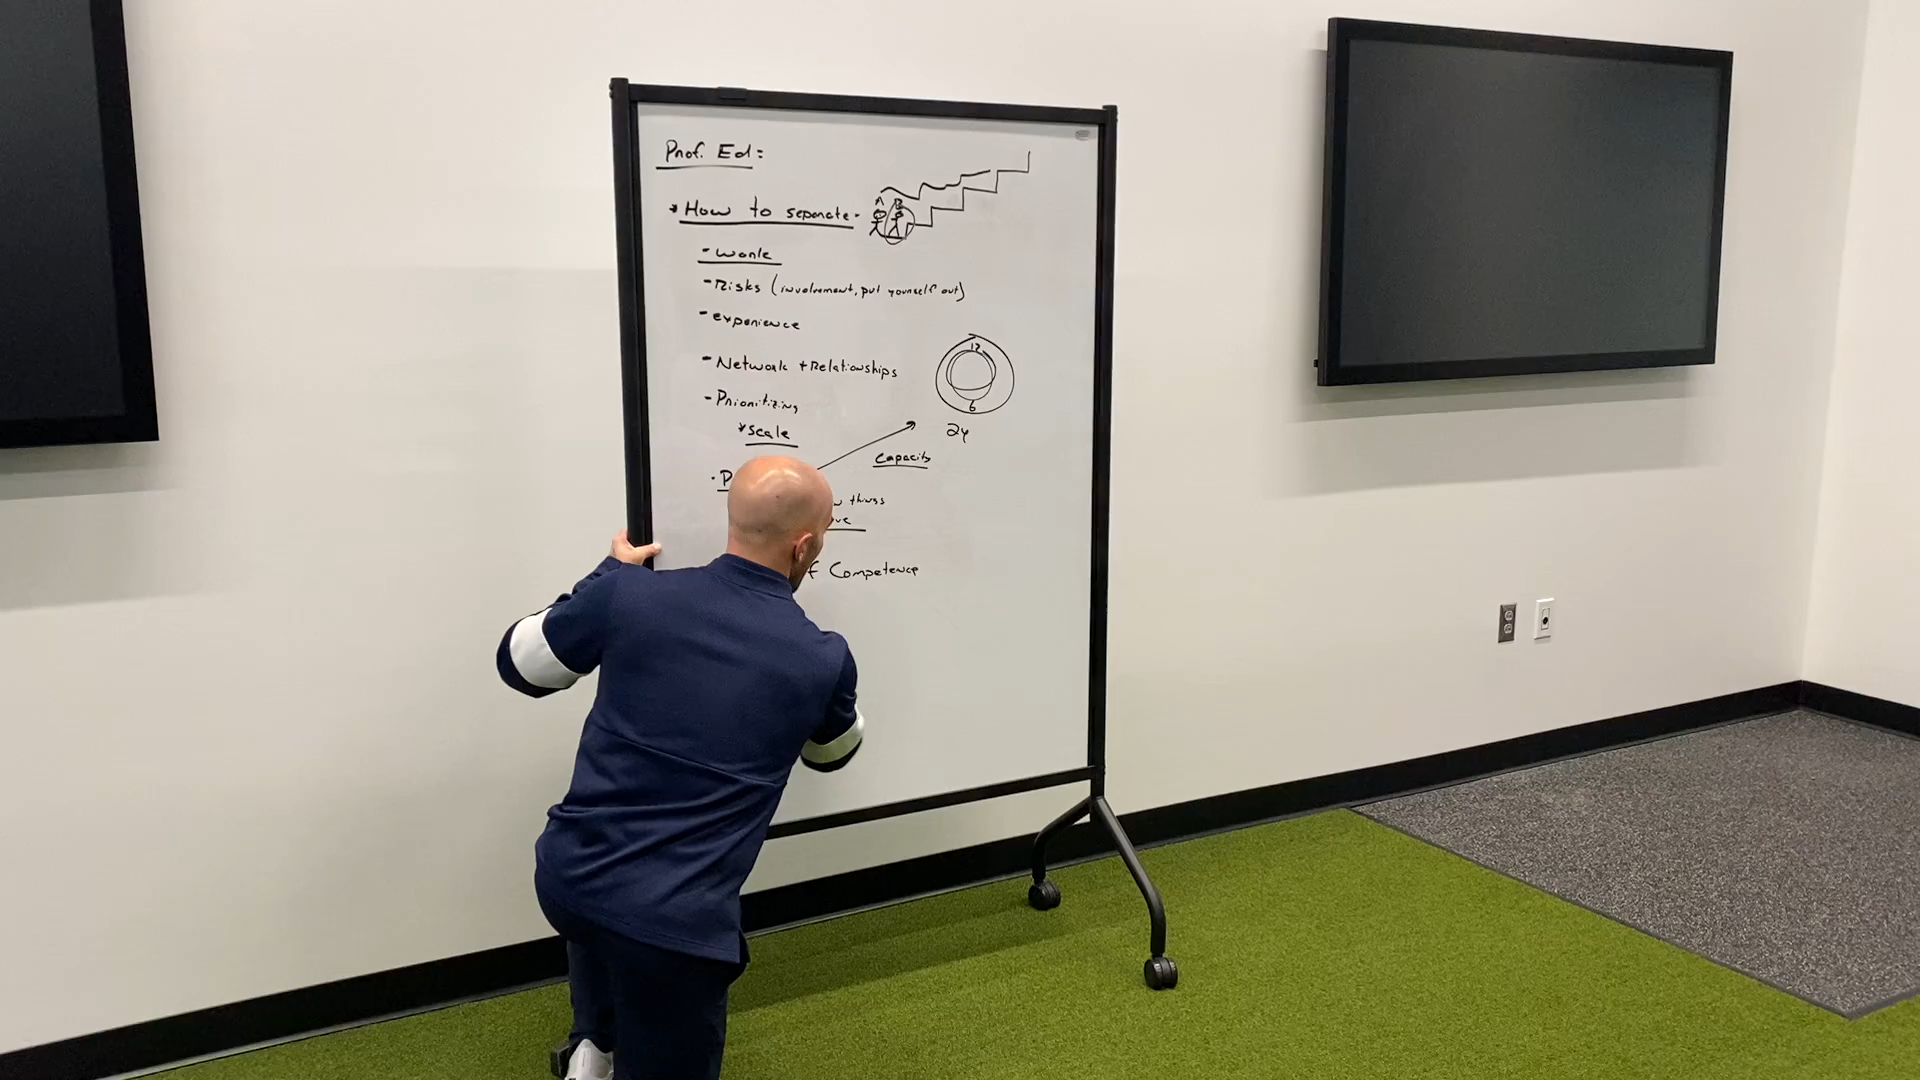 Prof. Ed:
* How to separate-
A B
- work
- Risks (involvement, put yourself out)
- experience
12
- Network + Relationships
- Prioritizing
6
* Scale
24
Capacity
things
Competence